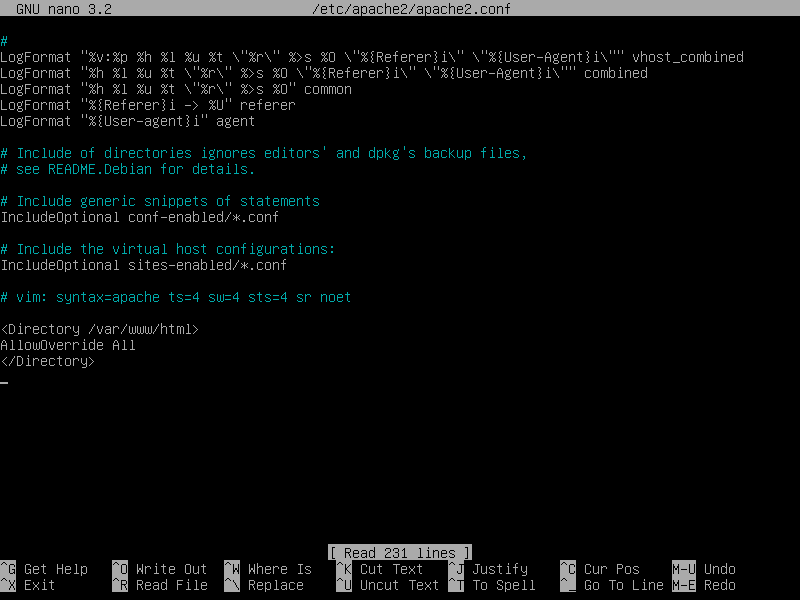 GNU nano 3.2 /etc/apache2/apache2.conf
#
LogFormat "%v:%p %h %l %u %t \"%r\" %>s %O \"%{Referer}i\" \"%{User-Agent}i\"" vhost_combined
LogFormat "%h %l %u %t \"%r\" %>s %O \"%{Referer}i\" \"%{User-Agent}i\"" combined
LogFormat "%h %l %u %t \"%r\" %>s %O" common
LogFormat "%{Referer}i -> %U" referer
LogFormat "%{User-agent}i" agent
# Include of directories ignores editors' and dpkg's backup files,
# see README.Debian for details.
# Include generic snippets of statements
IncludeOptional conf-enabled/*.conf
# Include the virtual host configurations:
IncludeOptional sites-enabled/*.conf
# vim: syntax=apache ts=4 sw=4 sts=4 sr noet
<Directory /var/www/html>
AllowOverride All
</Directory>
[ Read 231 lines ]
^G Get Help ^O Write Out ^W Where Is ^K Cut Text ^J Justify ^C Cur Pos M-U Undo
^X Exit ^R Read File ^\ Replace ^U Uncut Text ^T To Spell ^_ Go To Line M-E Redo